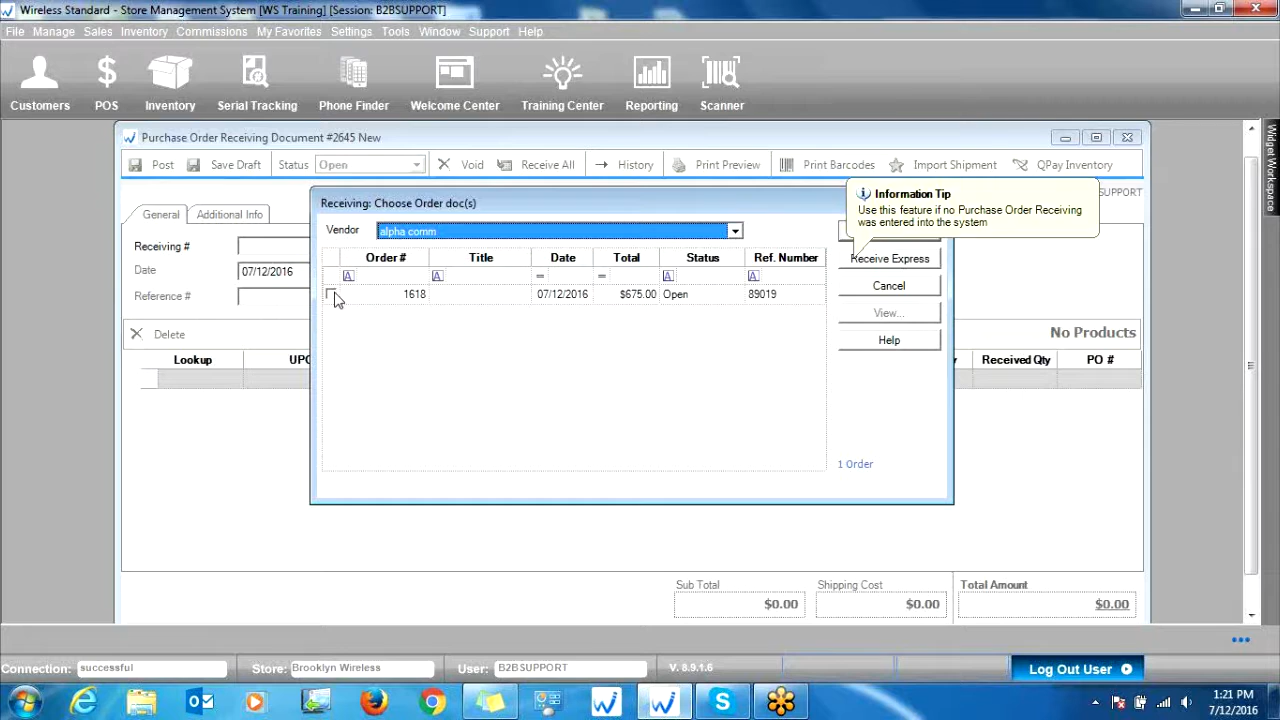 Wireless Standard - Store Management System [WS Training] [Session: B2BSUPPORT]
File Manage Sales Inventory Commissions My Favorites Settings Tools Window Support Help
Customers POS Inventory Serial Tracking Phone Finder Welcome Center Training Center Reporting Scanner
Widget Workspace
Purchase Order Receiving Document #2645 New
Post Save Draft Status Open Void Receive All History Print Preview Print Barcodes Import Shipment QPay Inventory
SUPPORT
Information Tip
Use this feature if no Purchase Order Receiving
was entered into the system
General Additional Info
Receiving #
Date 07/12/2016
Reference #
Receiving: Choose Order doc(s)
Vendor alpha comm
Order # Title Date Total Status Ref. Number
A A = = A A
1618 07/12/2016 $675.00 Open 89019
Receive Express
Cancel
View...
Help
1 Order
Delete
No Products
Lookup UPC Received Qty PO #
Sub Total Shipping Cost Total Amount
$0.00 $0.00 $0.00
Connection: successful Store: Brooklyn Wireless User: B2BSUPPORT V. 8.9.1.6 Log Out User
1:21 PM
7/12/2016